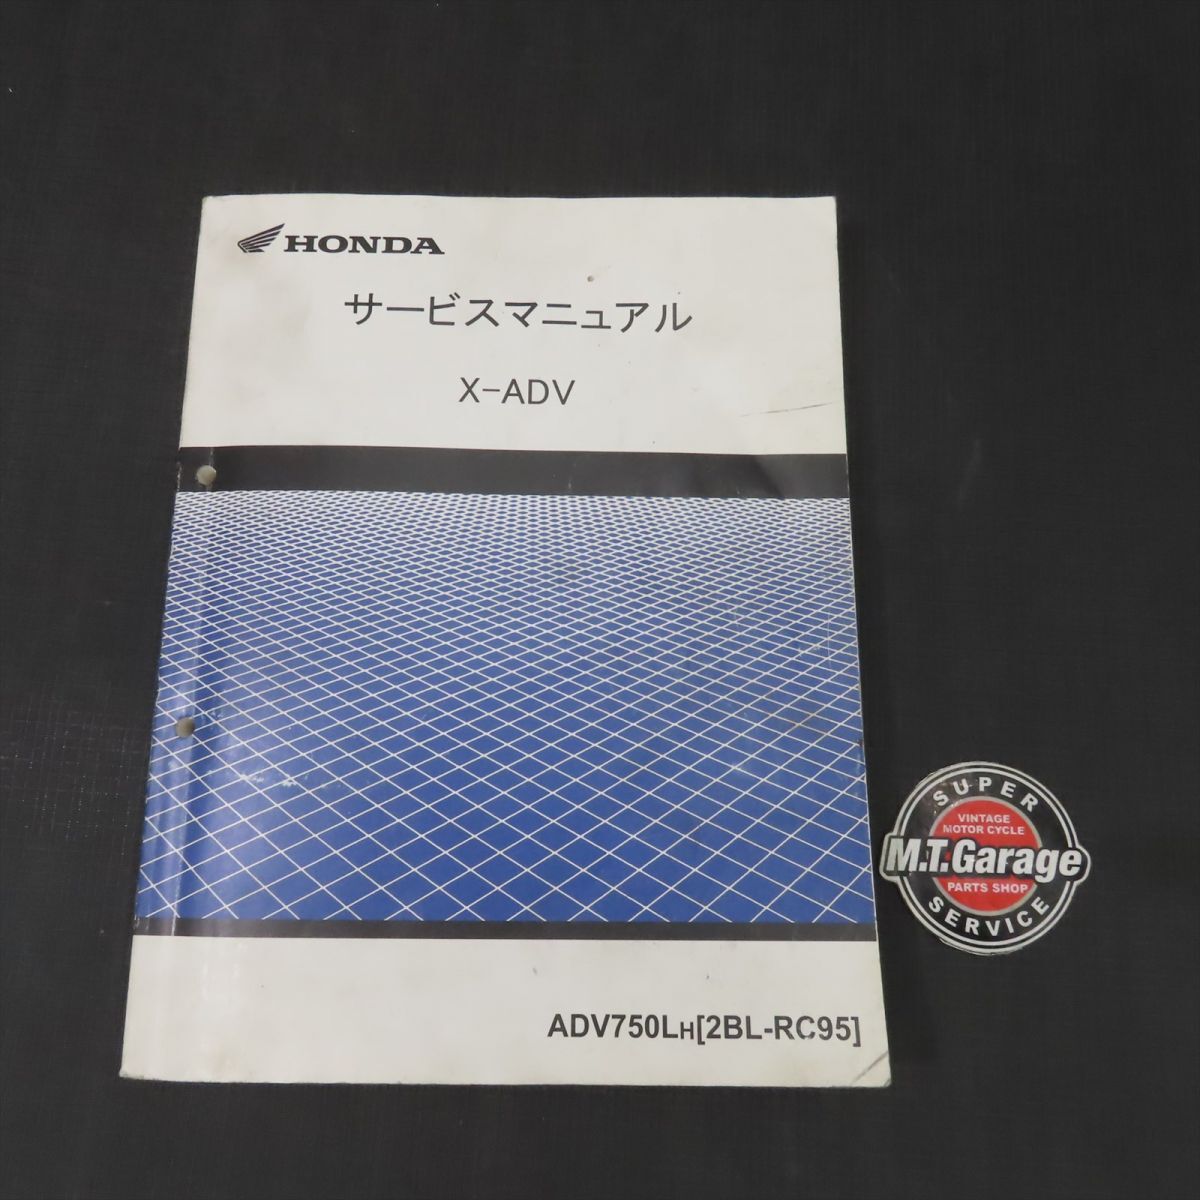 HONDA
サービスマニュアル
X-ADV
ADV750LH[2BL-RC95]
SUPER
VINTAGE
MOTOR CYCLE
M.T.Garage
PARTS SHOP
SERVICE